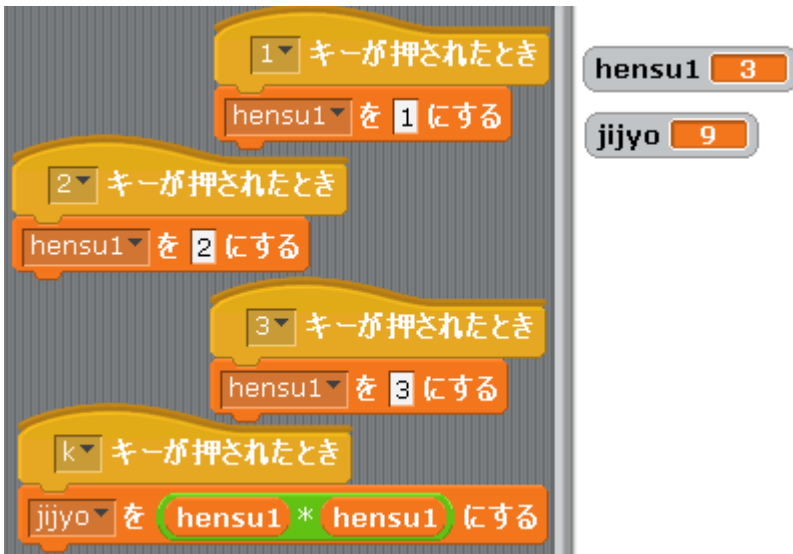 1 キーが押されたとき
hensu1 を 1 にする
2 キーが押されたとき
hensu1 を 2 にする
3 キーが押されたとき
hensu1 を 3 にする
k キーが押されたとき
jijyo を hensu1 * hensu1 にする
hensu1 3
jijyo 9